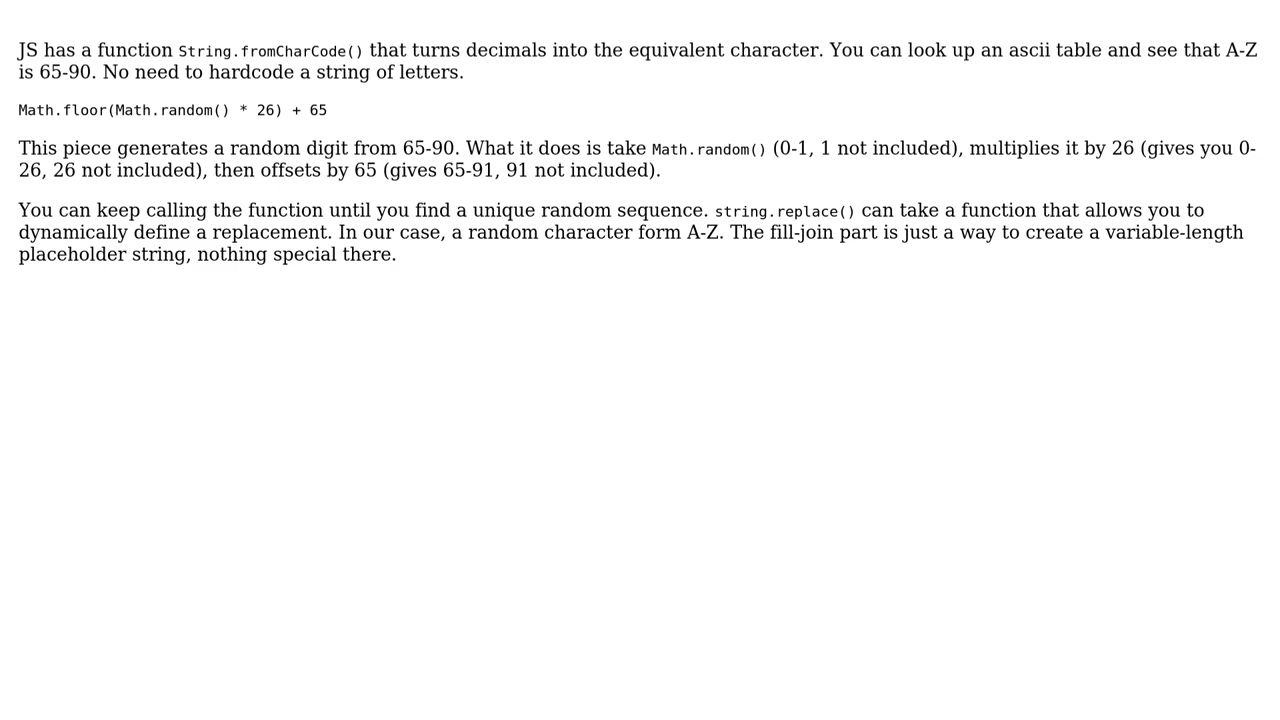 JS has a function String.fromCharCode() that turns decimals into the equivalent character. You can look up an ascii table and see that A-Z
is 65-90. No need to hardcode a string of letters.
Math.floor(Math.random() * 26) + 65
This piece generates a random digit from 65-90. What it does is take Math.random() (0-1, 1 not included), multiplies it by 26 (gives you 0-
26, 26 not included), then offsets by 65 (gives 65-91, 91 not included).
You can keep calling the function until you find a unique random sequence. string.replace() can take a function that allows you to
dynamically define a replacement. In our case, a random character form A-Z. The fill-join part is just a way to create a variable-length
placeholder string, nothing special there.